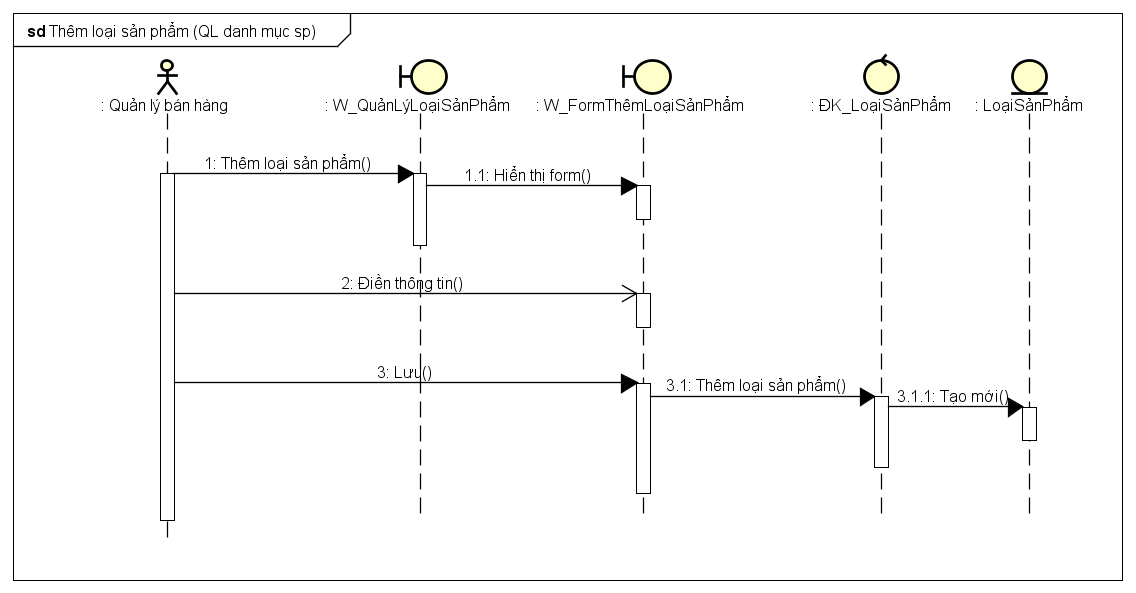 sd Thêm loại sản phẩm (QL danh mục sp)
: Quản lý bán hàng
: W_QuảnLýLoạiSảnPhẩm
: W_FormThêmLoạiSảnPhẩm
: ĐK_LoạiSảnPhẩm
: LoạiSảnPhẩm
1: Thêm loại sản phẩm()
1.1: Hiển thị form()
2: Điền thông tin()
3: Lưu()
3.1: Thêm loại sản phẩm()
3.1.1: Tạo mới()